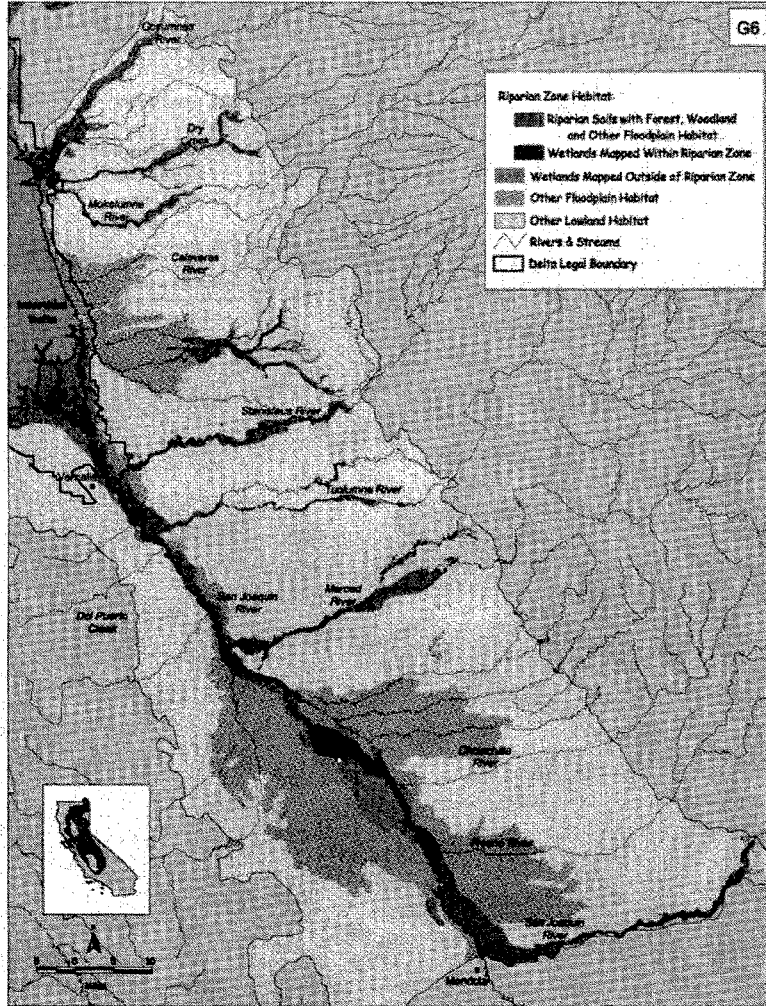 G6
Cosumnes
River
Riparian Zone Habitat
Riparian Soils with Forest, Woodland
and Other Floodplain Habitat
Wetlands Mapped Within Riparian Zone
Wetlands Mapped Outside of Riparian Zone
Other Floodplain Habitat
Other Lowland Habitat
Rivers & Streams
Delta Legal Boundary
Dry
Mokelumne
River
Calaveras
River
Stanislaus River
Tuolumne River
San Joaquin
River
Merced
River
Del Puerto
Creek
Chowchilla
River
Fresno River
San Joaquin
River
Mendota
10